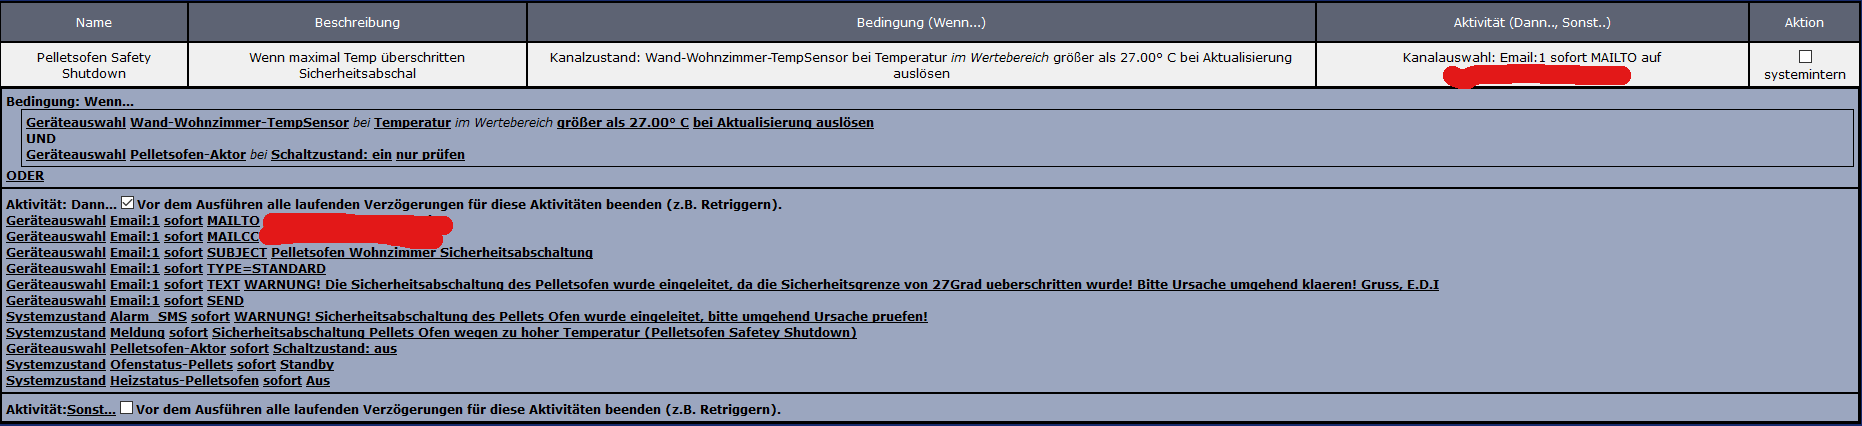 Name Beschreibung Bedingung (Wenn...) Aktivität (Dann.., Sonst..) Aktion
Pelletsofen Safety Shutdown Wenn maximal Temp überschritten Sicherheitsabschal Kanalzustand: Wand-Wohnzimmer-TempSensor bei Temperatur im Wertebereich größer als 27.00° C bei Aktualisierung auslösen Kanalauswahl: Email:1 sofort MAILTO auf systemintern
Bedingung: Wenn...
Geräteauswahl Wand-Wohnzimmer-TempSensor bei Temperatur im Wertebereich größer als 27.00° C bei Aktualisierung auslösen
UND
Geräteauswahl Pelletsofen-Aktor bei Schaltzustand: ein nur prüfen
ODER
Aktivität: Dann... Vor dem Ausführen alle laufenden Verzögerungen für diese Aktivitäten beenden (z.B. Retriggern).
Geräteauswahl Email:1 sofort MAILTO
Geräteauswahl Email:1 sofort MAILCC
Geräteauswahl Email:1 sofort SUBJECT Pelletsofen Wohnzimmer Sicherheitsabschaltung
Geräteauswahl Email:1 sofort TYPE=STANDARD
Geräteauswahl Email:1 sofort TEXT WARNUNG! Die Sicherheitsabschaltung des Pelletsofen wurde eingeleitet, da die Sicherheitsgrenze von 27Grad ueberschritten wurde! Bitte Ursache umgehend klaeren! Gruss, E.D.I
Geräteauswahl Email:1 sofort SEND
Systemzustand Alarm_SMS sofort WARNUNG! Sicherheitsabschaltung des Pellets Ofen wurde eingeleitet, bitte umgehend Ursache pruefen!
Systemzustand Meldung sofort Sicherheitsabschaltung Pellets Ofen wegen zu hoher Temperatur (Pelletsofen Safetey Shutdown)
Geräteauswahl Pelletsofen-Aktor sofort Schaltzustand: aus
Systemzustand Ofenstatus-Pellets sofort Standby
Systemzustand Heizstatus-Pelletsofen sofort Aus
Aktivität:Sonst... Vor dem Ausführen alle laufenden Verzögerungen für diese Aktivitäten beenden (z.B. Retriggern).